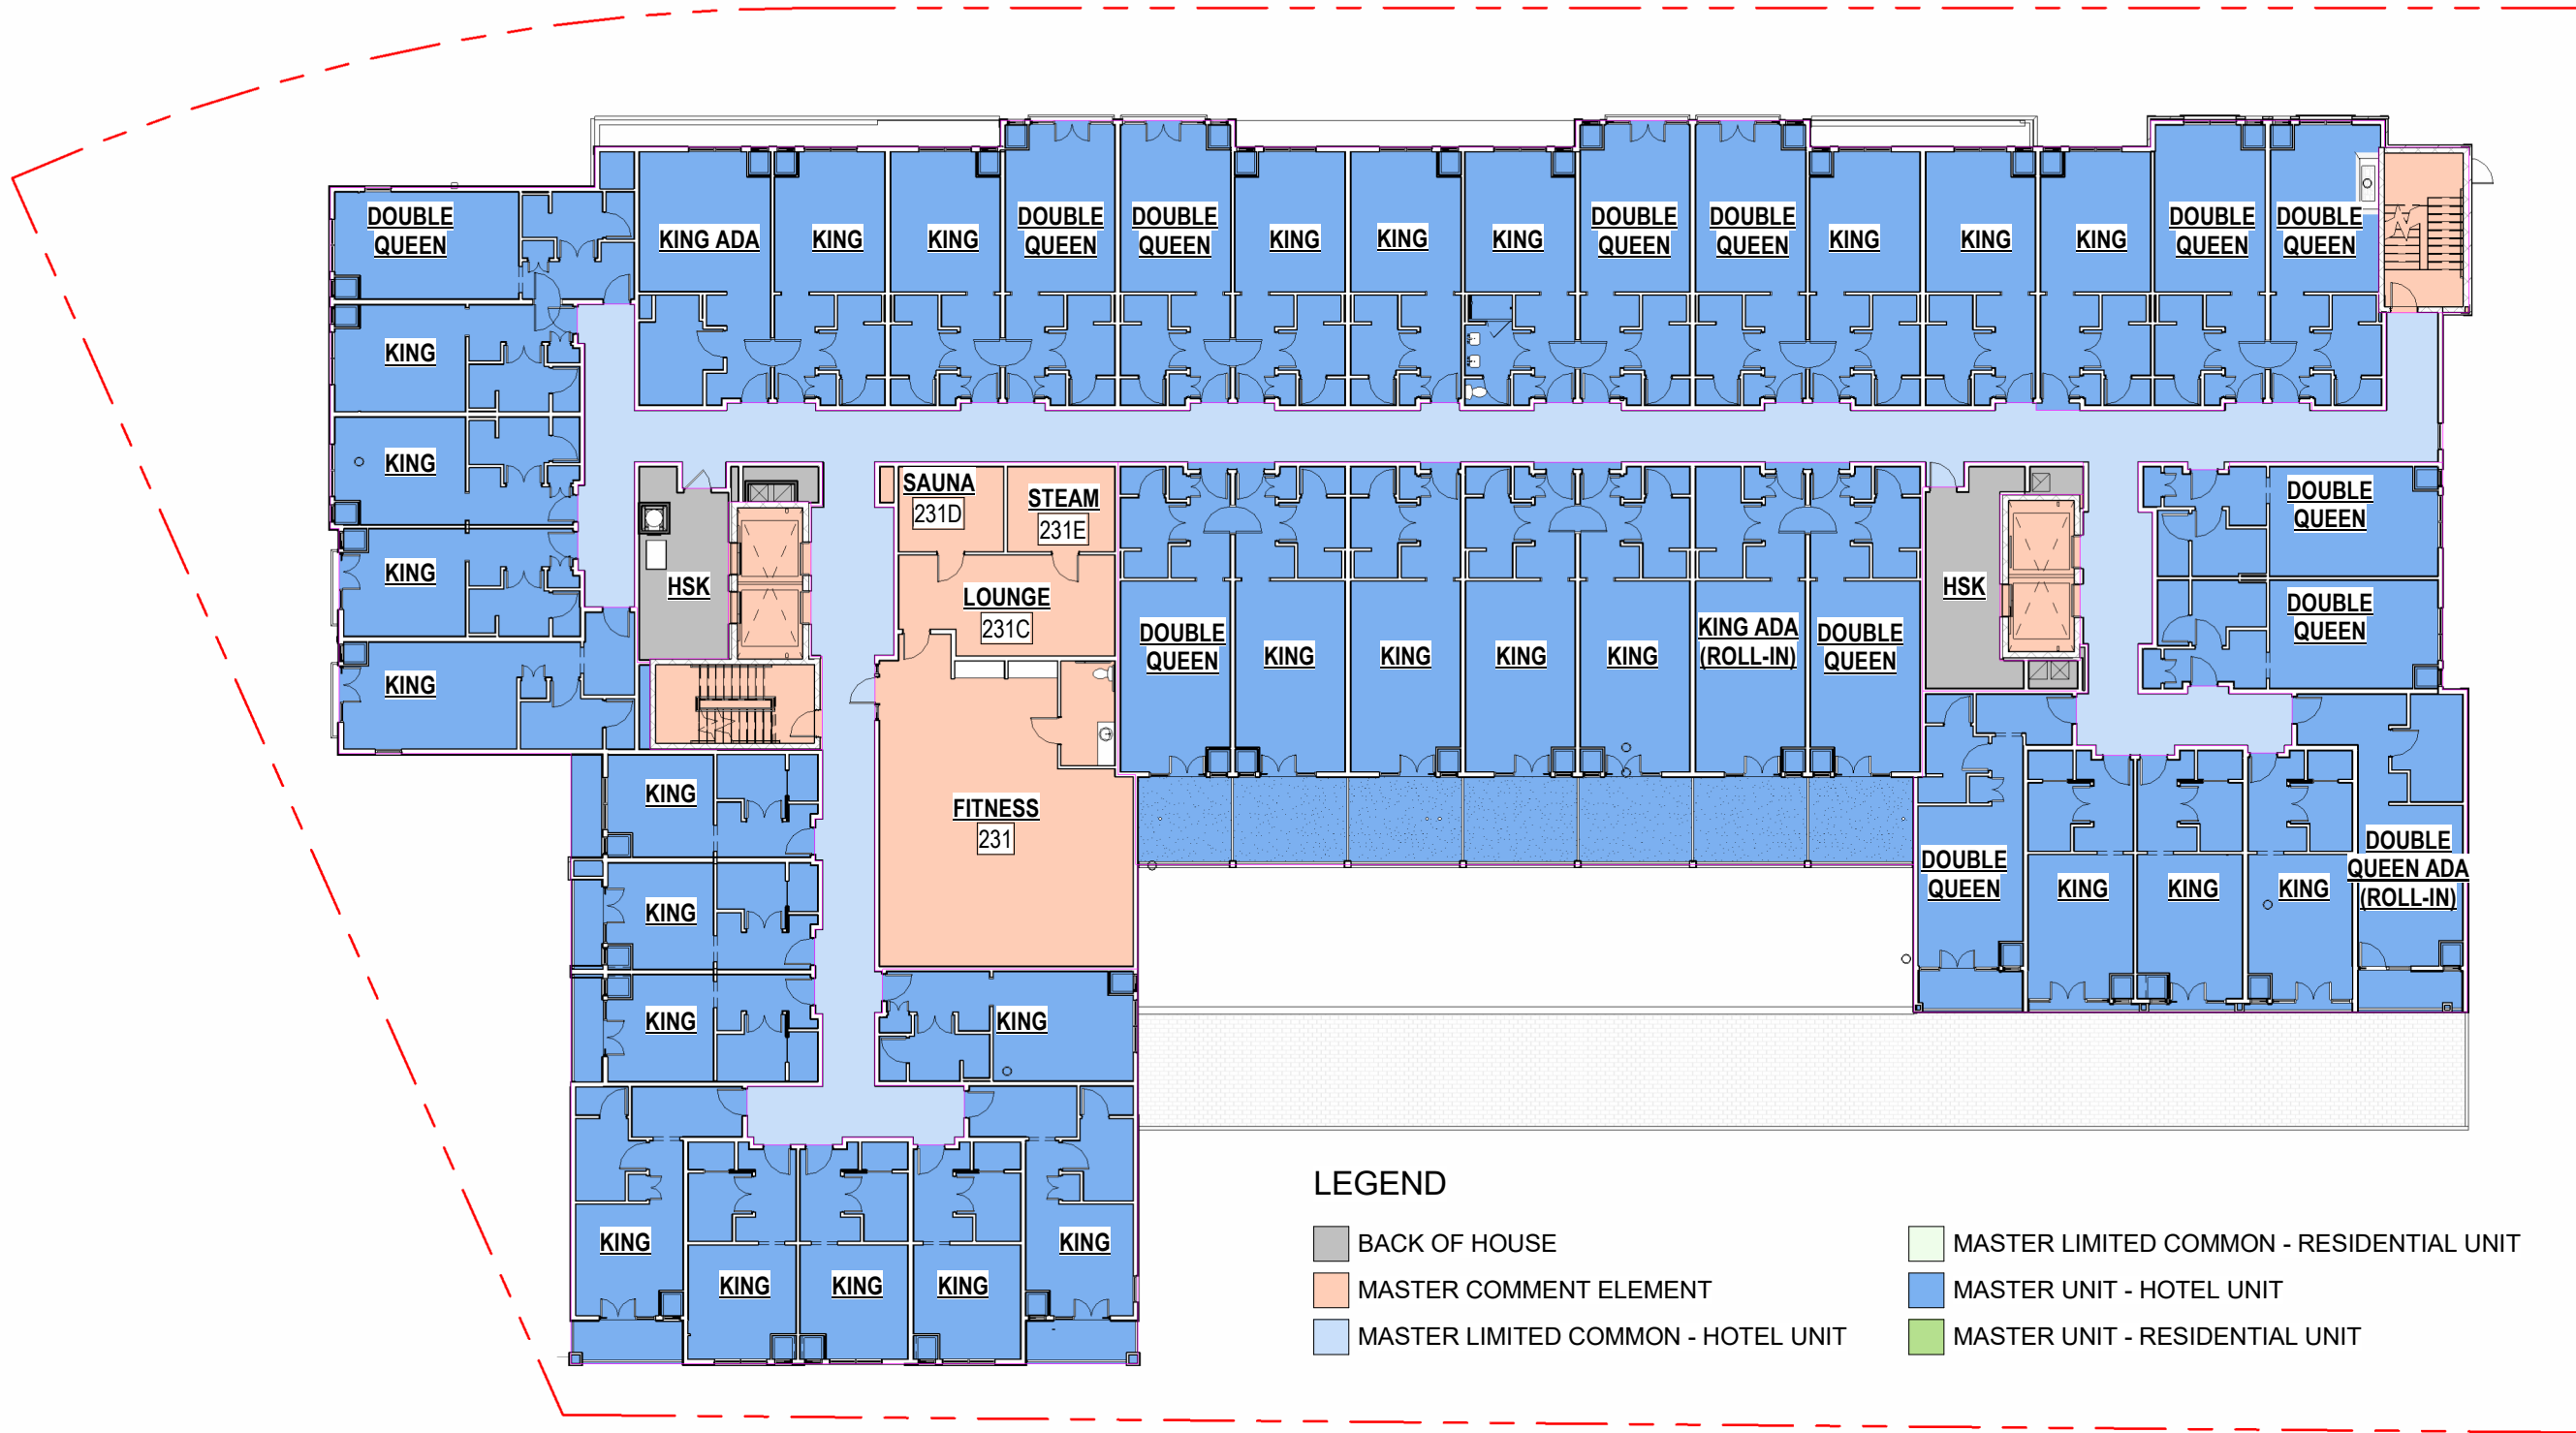 DOUBLE
QUEEN
KING ADA
KING
KING
DOUBLE
QUEEN
DOUBLE
QUEEN
KING
KING
KING
DOUBLE
QUEEN
DOUBLE
QUEEN
KING
KING
KING
DOUBLE
QUEEN
DOUBLE
QUEEN
KING
KING
KING
KING
HSK
SAUNA
231D
STEAM
231E
LOUNGE
231C
DOUBLE
QUEEN
KING
KING
KING
KING
KING ADA
(ROLL-IN)
DOUBLE
QUEEN
HSK
DOUBLE
QUEEN
DOUBLE
QUEEN
KING
KING
KING
FITNESS
231
KING
DOUBLE
QUEEN
KING
KING
KING
DOUBLE
QUEEN ADA
(ROLL-IN)
KING
KING
KING
KING
KING
LEGEND
BACK OF HOUSE
MASTER COMMENT ELEMENT
MASTER LIMITED COMMON - HOTEL UNIT
MASTER LIMITED COMMON - RESIDENTIAL UNIT
MASTER UNIT - HOTEL UNIT
MASTER UNIT - RESIDENTIAL UNIT